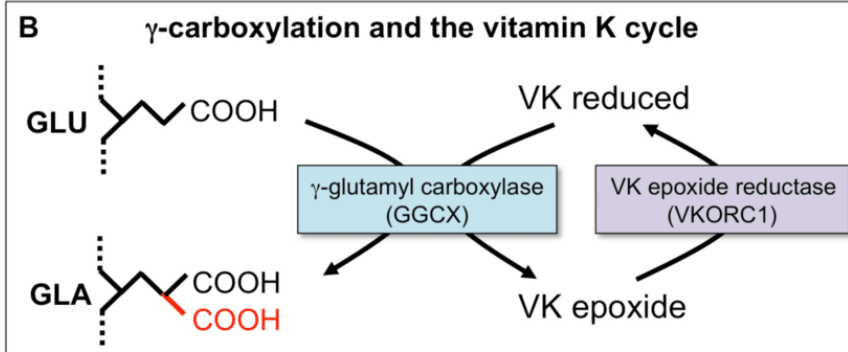 B γ-carboxylation and the vitamin K cycle
GLU
COOH
VK reduced
γ-glutamyl carboxylase
(GGCX)
VK epoxide reductase
(VKORC1)
GLA
COOH
COOH
VK epoxide